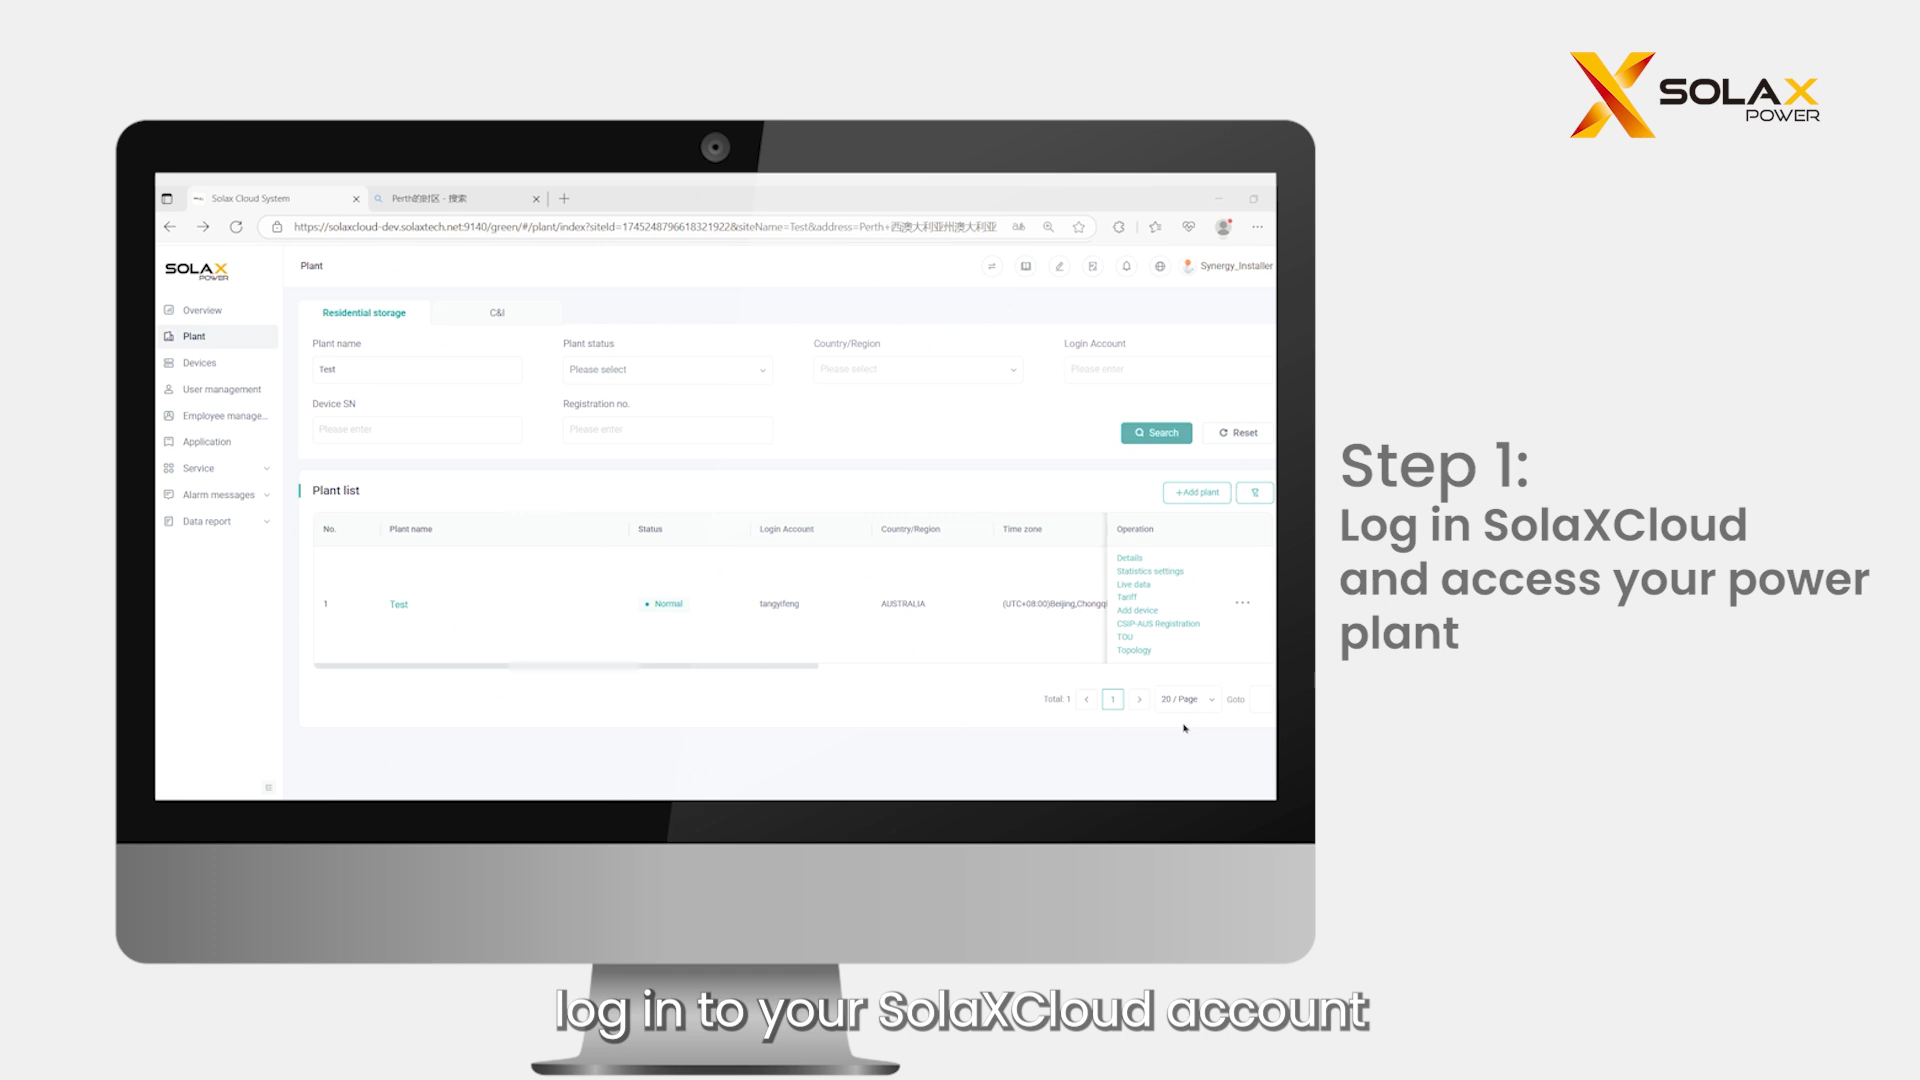 SOLAX
POWER
Solax Cloud System
Perth的时区 - 搜索
https://solaxcloud-dev.solaxtech.net:9140/green/#/plant/index?siteId=1745248796618321922&siteName=Test&address=Perth+西澳大利亚州澳大利亚
SOLAX
POWER
Plant
Synergy_Installer
Overview
Plant
Devices
User management
Employee manage...
Application
Service
Alarm messages
Data report
Residential storage
C&I
Plant name
Plant status
Country/Region
Login Account
Test
Please select
Please select
Please enter
Device SN
Registration no.
Please enter
Please enter
Search
Reset
Plant list
+Add plant
No.
Plant name
Status
Login Account
Country/Region
Time zone
Operation
1
Test
Normal
tangyifeng
AUSTRALIA
(UTC+08:00)Beijing,Chongqi
Details
Statistics settings
Live data
Tariff
Add device
CSIP-AUS Registration
TOU
Topology
Total: 1
1
20 / Page
Goto
Step 1:
Log in SolaXCloud
and access your power
plant
log in to your SolaXCloud account